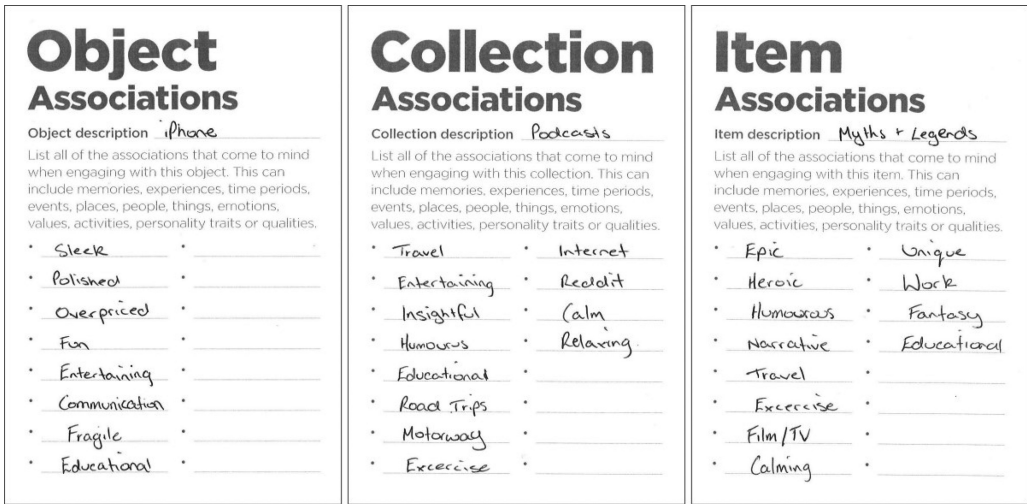 Object
Associations
Object description iPhone
List all of the associations that come to mind
when engaging with this object. This can
include memories, experiences, time periods,
events, places, people, things, emotions,
values, activities, personality traits or qualities.
Sleek
Polished
Overpriced
Fun
Entertaining
Communication
Fragile
Educational
Collection
Associations
Collection description Podcasts
List all of the associations that come to mind
when engaging with this collection. This can
include memories, experiences, time periods,
events, places, people, things, emotions,
values, activities, personality traits or qualities.
Travel Internet
Entertaining Reddit
Insightful Calm
Humourus Relaxing
Educational
Road Trips
Motorway
Excercise
Item
Associations
Item description Myths + Legends
List all of the associations that come to mind
when engaging with this item. This can
include memories, experiences, time periods,
events, places, people, things, emotions,
values, activities, personality traits or qualities.
Epic Unique
Heroic Work
Humourous Fantasy
Narrative Educational
Travel
Excercise
Film/TV
Calming